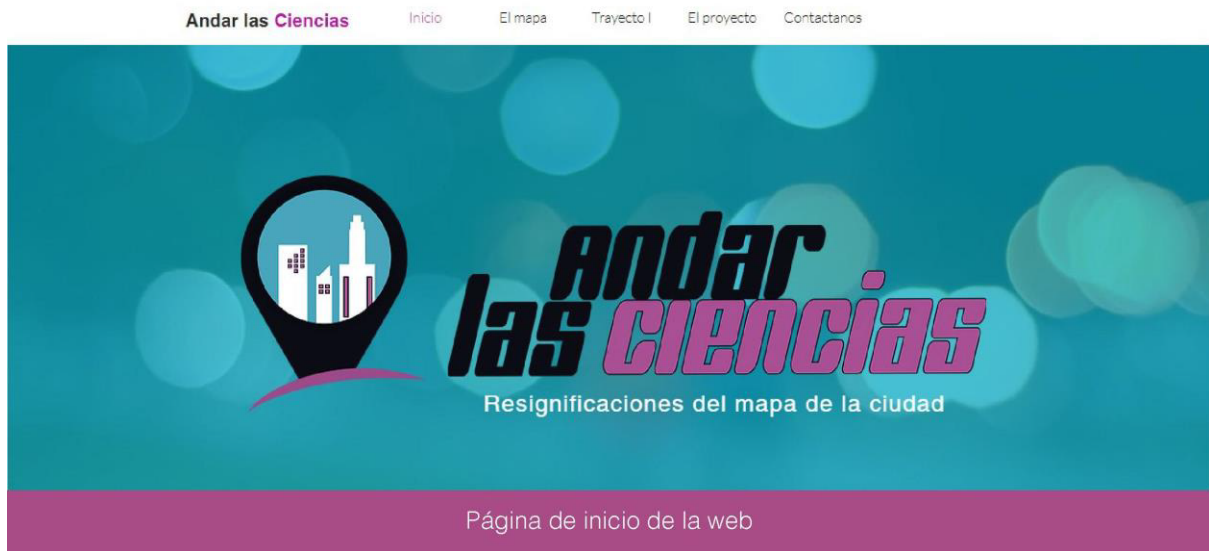 Andar las Ciencias
Inicio
El mapa
Trayecto I
El proyecto
Contactanos
andar
las ciencias
Resignificaciones del mapa de la ciudad
Página de inicio de la web